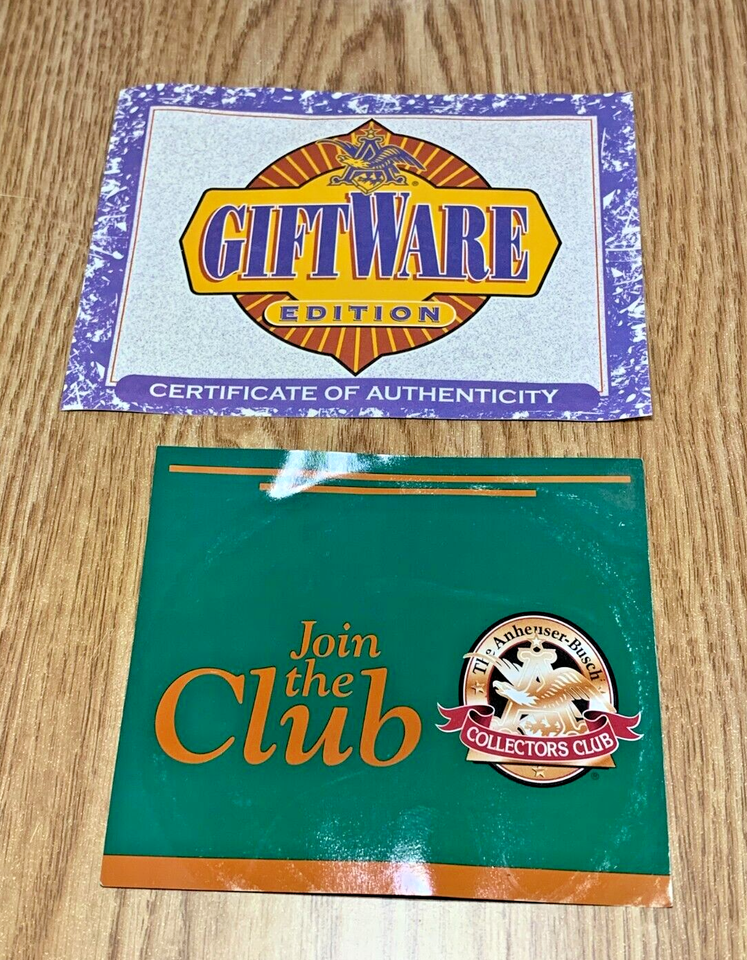 GIFTWARE
EDITION
CERTIFICATE OF AUTHENTICITY
Join
the
Club
The Anheuser-Busch
COLLECTORS CLUB